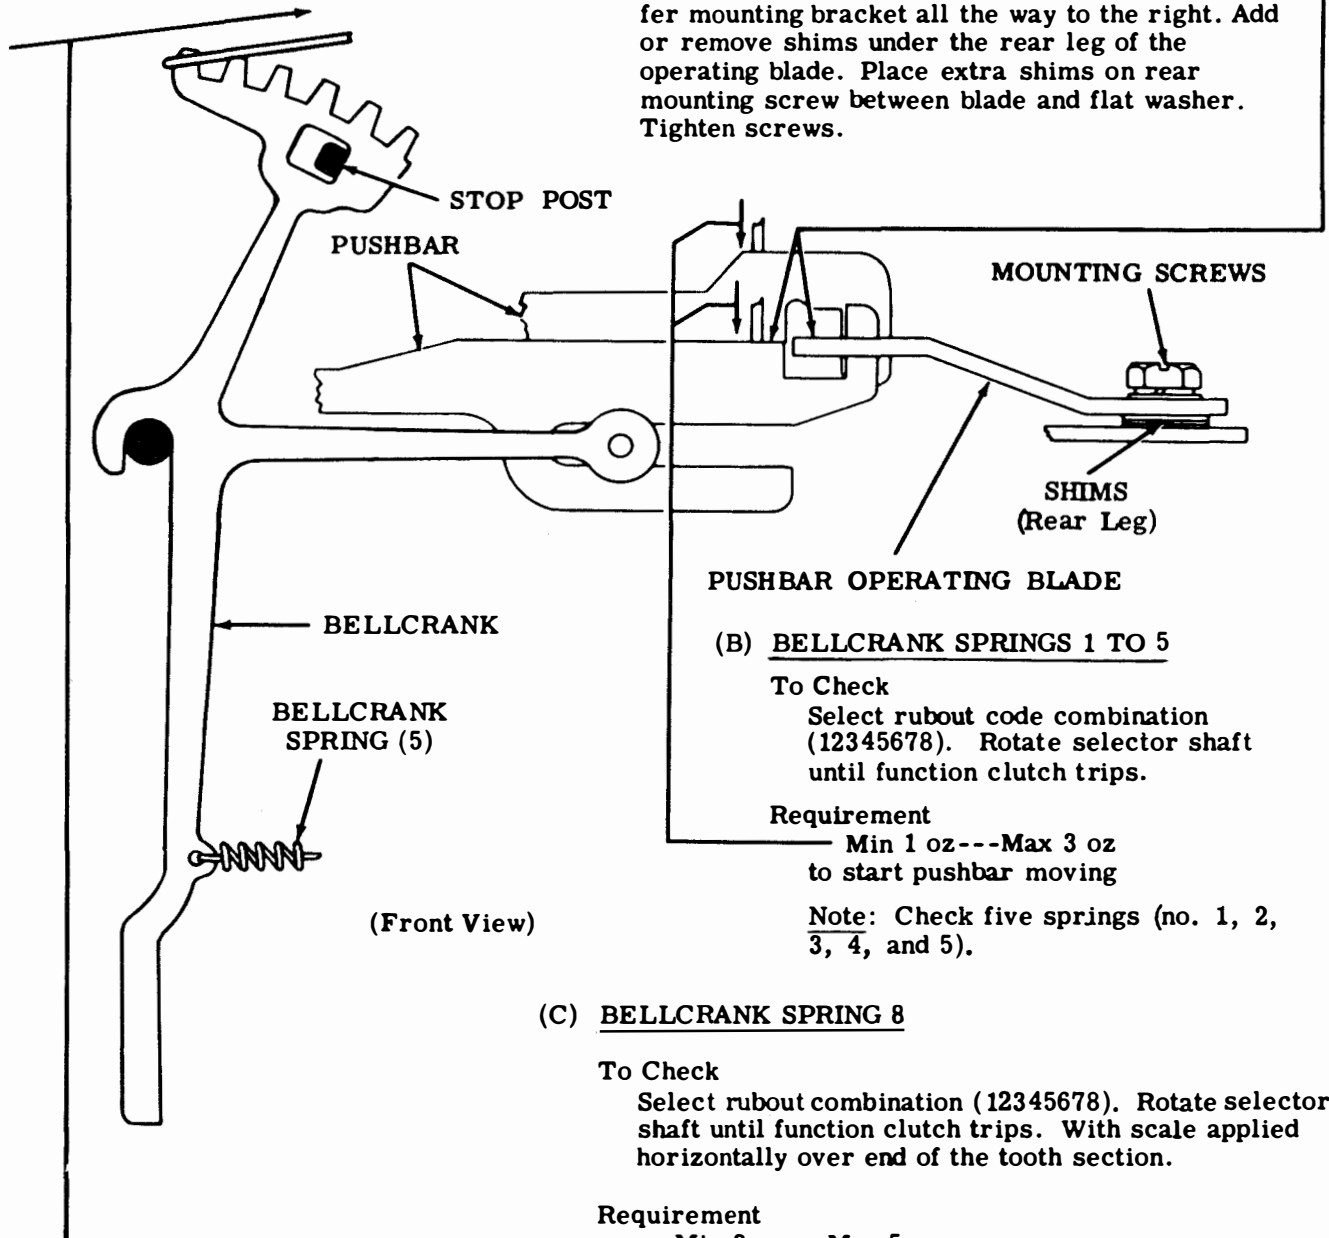 fer mounting bracket all the way to the right. Add
or remove shims under the rear leg of the
operating blade. Place extra shims on rear
mounting screw between blade and flat washer.
Tighten screws.
STOP POST
PUSHBAR
MOUNTING SCREWS
SHIMS
(Rear Leg)
PUSHBAR OPERATING BLADE
BELLCRANK
BELLCRANK
SPRING (5)
(Front View)
(B) BELLCRANK SPRINGS 1 TO 5
To Check
Select rubout code combination
(12345678). Rotate selector shaft
until function clutch trips.
Requirement
Min 1 oz---Max 3 oz
to start pushbar moving
Note: Check five springs (no. 1, 2,
3, 4, and 5).
(C) BELLCRANK SPRING 8
To Check
Select rubout combination (12345678). Rotate selector
shaft until function clutch trips. With scale applied
horizontally over end of the tooth section.
Requirement